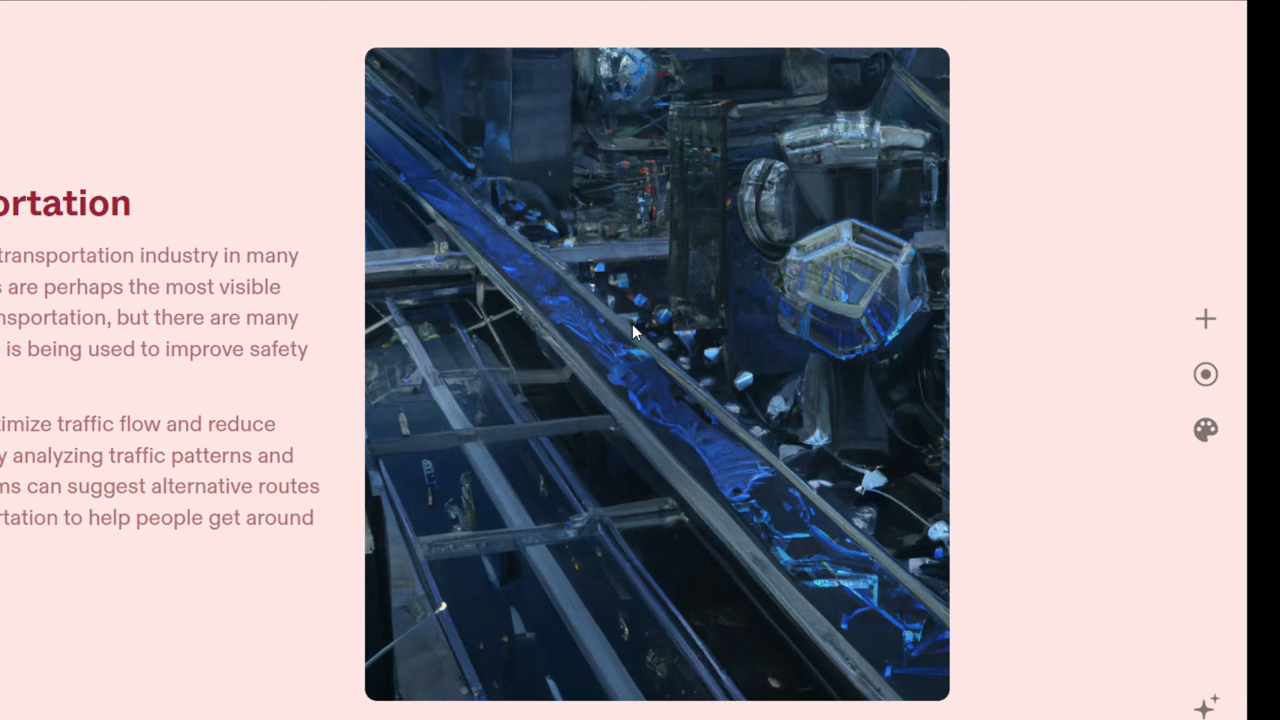 ortation
transportation industry in many
s are perhaps the most visible
nsportation, but there are many
is being used to improve safety
imize traffic flow and reduce
y analyzing traffic patterns and
ms can suggest alternative routes
rtation to help people get around